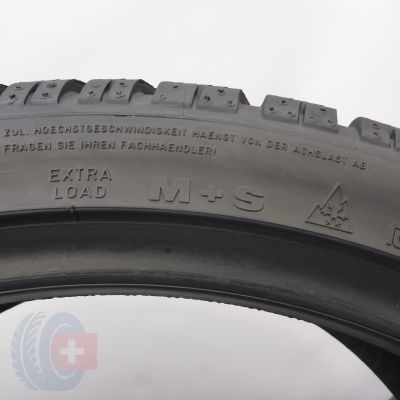 ZUL. HOECHSTGESCHWINDIGKEIT HAENGT VON DER ACHSLAST AB.
FRAGEN SIE IHREN FACHHAENDLER!
EXTRA
LOAD
M+S